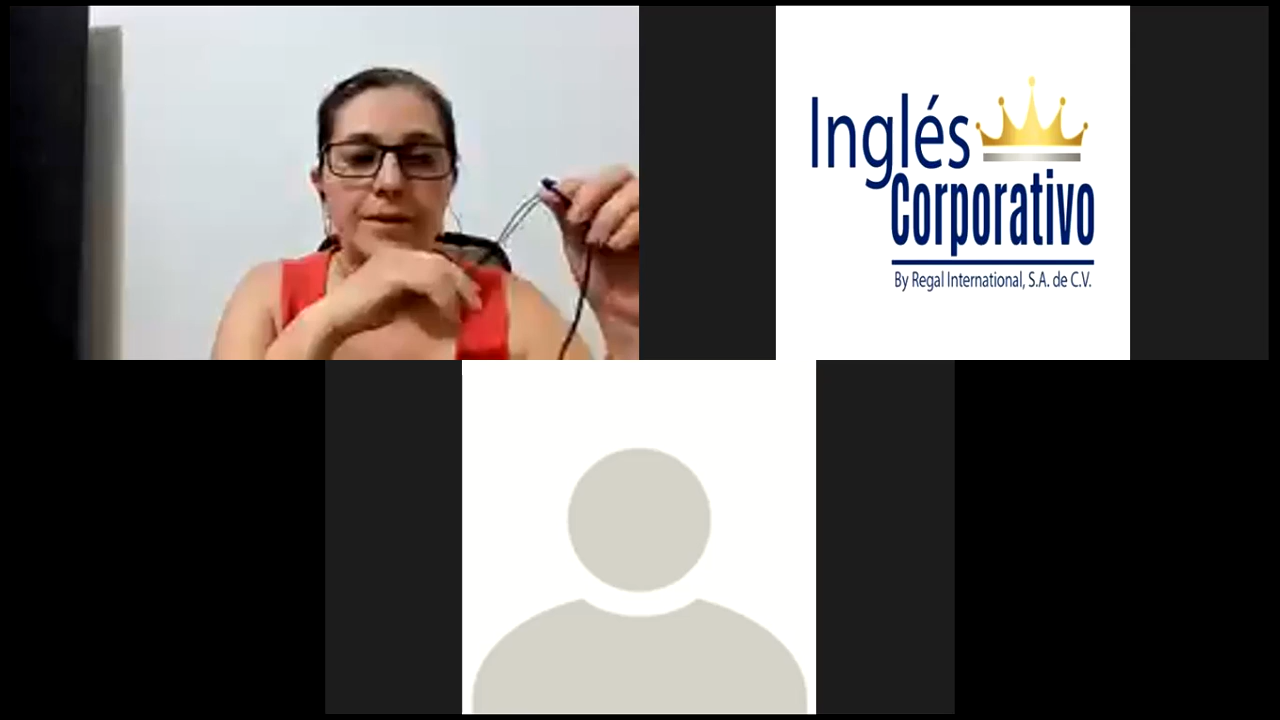 Inglés
Corporativo
By Regal International, S.A. de C.V.